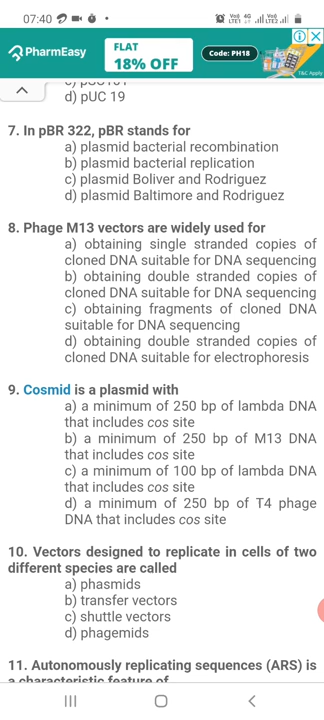 07:40
Vo)) 4G Vo))
LTE1 LTE2
PharmEasy
FLAT
18% OFF
Code: PH18
T&C Apply
d) pUC 19
7. In pBR 322, pBR stands for
a) plasmid bacterial recombination
b) plasmid bacterial replication
c) plasmid Boliver and Rodriguez
d) plasmid Baltimore and Rodriguez
8. Phage M13 vectors are widely used for
a) obtaining single stranded copies of
cloned DNA suitable for DNA sequencing
b) obtaining double stranded copies of
cloned DNA suitable for DNA sequencing
c) obtaining fragments of cloned DNA
suitable for DNA sequencing
d) obtaining double stranded copies of
cloned DNA suitable for electrophoresis
9. Cosmid is a plasmid with
a) a minimum of 250 bp of lambda DNA
that includes cos site
b) a minimum of 250 bp of M13 DNA
that includes cos site
c) a minimum of 100 bp of lambda DNA
that includes cos site
d) a minimum of 250 bp of T4 phage
DNA that includes cos site
10. Vectors designed to replicate in cells of two
different species are called
a) phasmids
b) transfer vectors
c) shuttle vectors
d) phagemids
11. Autonomously replicating sequences (ARS) is
a characteristic feature of